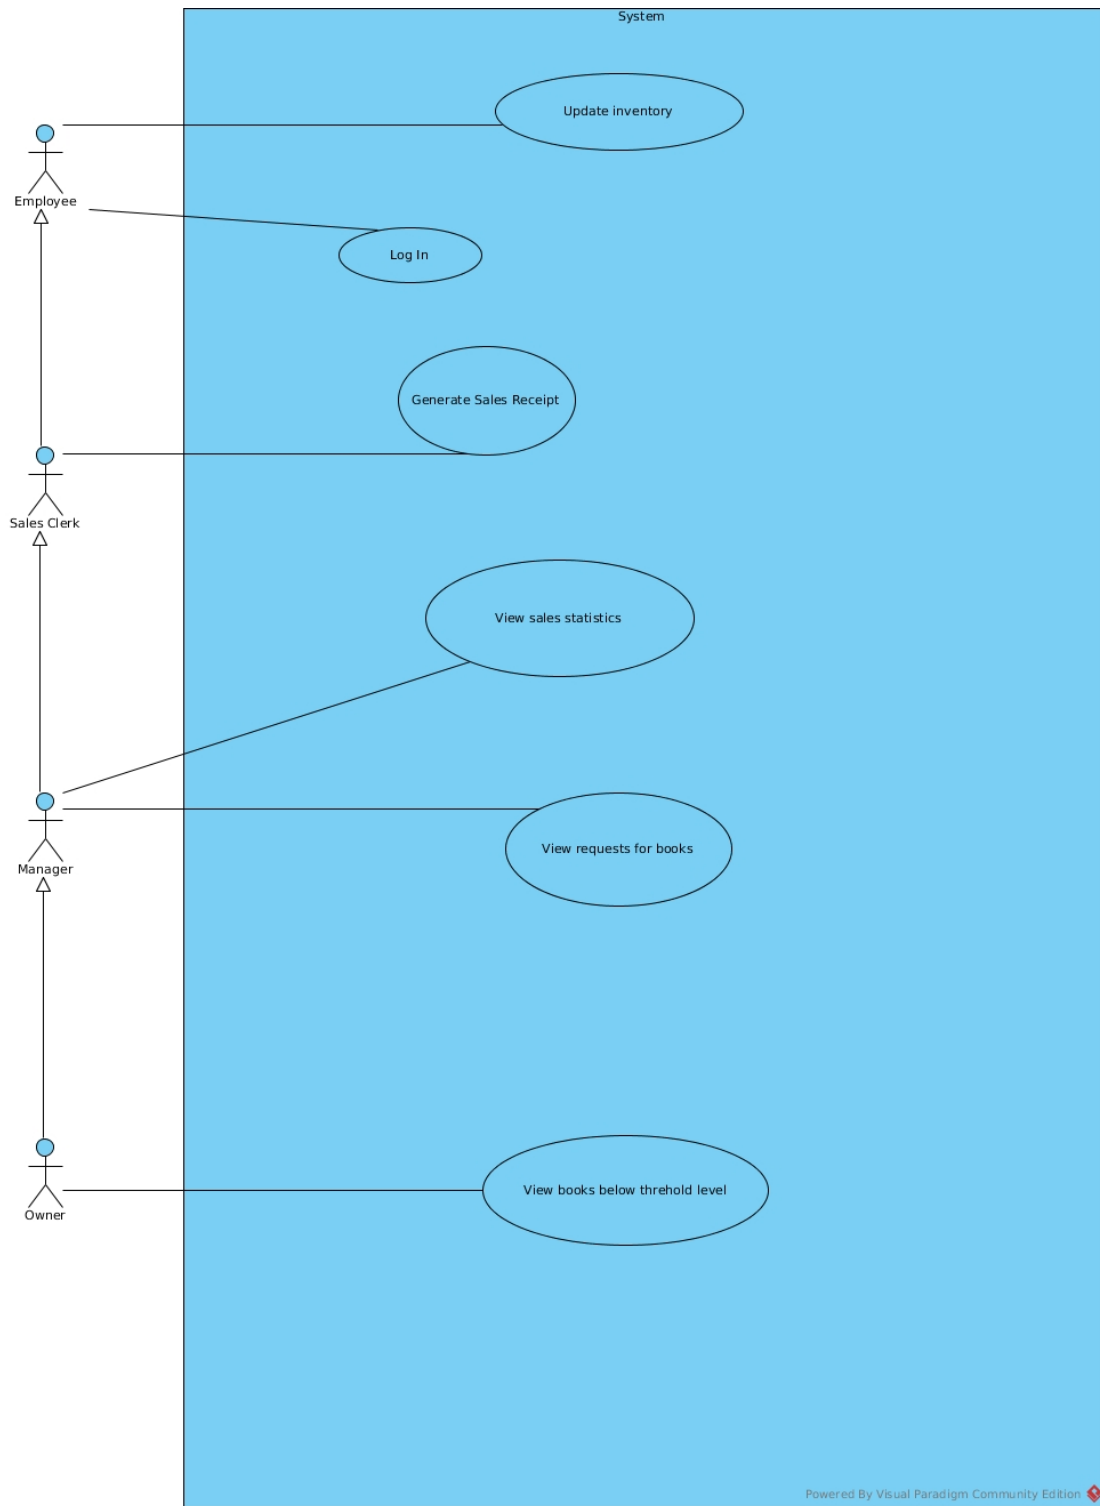 System
Update inventory
Employee
Log In
Generate Sales Receipt
Sales Clerk
View sales statistics
View requests for books
Manager
View books below threhold level
Owner
Powered By Visual Paradigm Community Edition